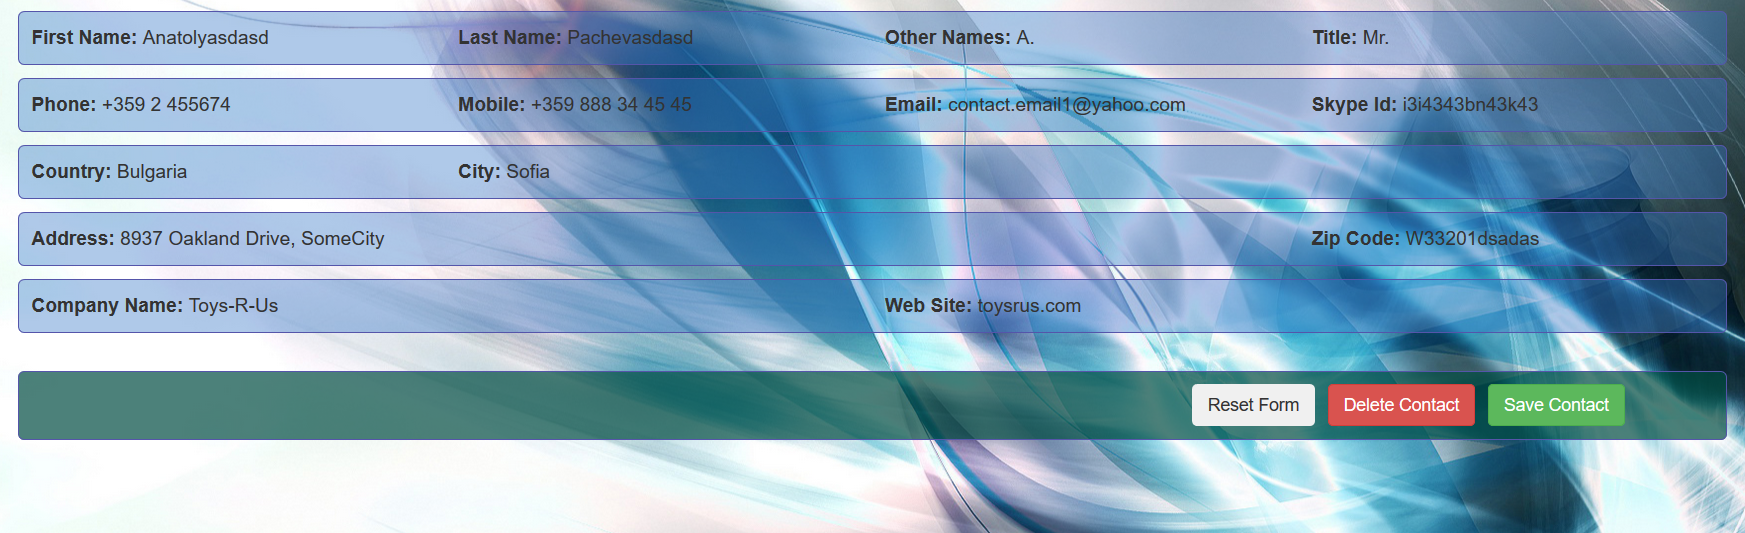 First Name: Anatolyasdasd Last Name: Pachevasdasd Other Names: A. Title: Mr.
Phone: +359 2 455674 Mobile: +359 888 34 45 45 Email: contact.email1@yahoo.com Skype Id: i3i4343bn43k43
Country: Bulgaria City: Sofia
Address: 8937 Oakland Drive, SomeCity Zip Code: W33201dsadas
Company Name: Toys-R-Us Web Site: toysrus.com
Reset Form Delete Contact Save Contact